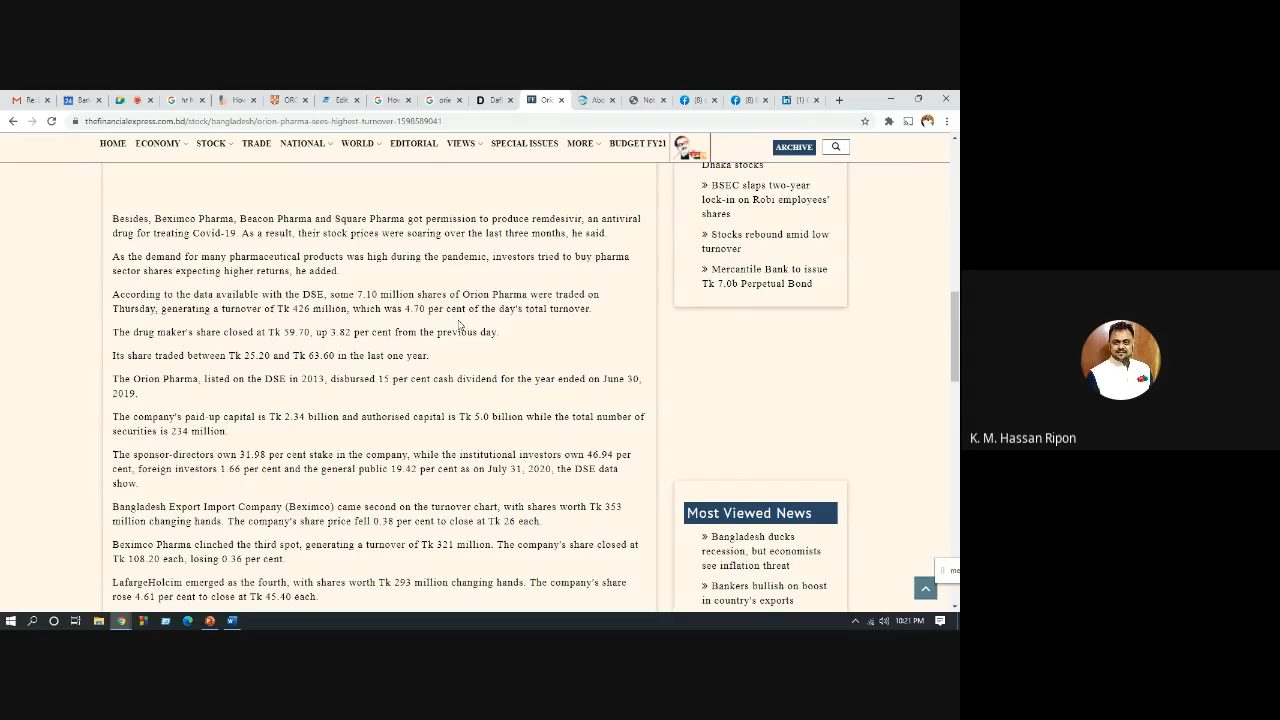 Re: I
Ban
hr h
How
ORC
Edit
How
orie
Dafi
Orio
Abo
Not
(8)
(8)
(1)
thefinancialexpress.com.bd/stock/bangladesh/orion-pharma-sees-highest-turnover-1598589041
HOME ECONOMY STOCK TRADE NATIONAL WORLD EDITORIAL VIEWS SPECIAL ISSUES MORE BUDGET FY21 ARCHIVE
Besides, Beximco Pharma, Beacon Pharma and Square Pharma got permission to produce remdesivir, an antiviral
drug for treating Covid-19. As a result, their stock prices were soaring over the last three months, he said.
As the demand for many pharmaceutical products was high during the pandemic, investors tried to buy pharma
sector shares expecting higher returns, he added.
According to the data available with the DSE, some 7.10 million shares of Orion Pharma were traded on
Thursday, generating a turnover of Tk 426 million, which was 4.70 per cent of the day's total turnover.
The drug maker's share closed at Tk 59.70, up 3.82 per cent from the previous day.
Its share traded between Tk 25.20 and Tk 63.60 in the last one year.
The Orion Pharma, listed on the DSE in 2013, disbursed 15 per cent cash dividend for the year ended on June 30,
2019.
The company's paid-up capital is Tk 2.34 billion and authorised capital is Tk 5.0 billion while the total number of
securities is 234 million.
The sponsor-directors own 31.98 per cent stake in the company, while the institutional investors own 46.94 per
cent, foreign investors 1.66 per cent and the general public 19.42 per cent as on July 31, 2020, the DSE data
show.
Bangladesh Export Import Company (Beximco) came second on the turnover chart, with shares worth Tk 353
million changing hands. The company's share price fell 0.38 per cent to close at Tk 26 each.
Beximco Pharma clinched the third spot, generating a turnover of Tk 321 million. The company's share closed at
Tk 108.20 each, losing 0.36 per cent.
LafargeHolcim emerged as the fourth, with shares worth Tk 293 million changing hands. The company's share
rose 4.61 per cent to close at Tk 45.40 each.
Dhaka stocks
» BSEC slaps two-year
lock-in on Robi employees'
shares
» Stocks rebound amid low
turnover
» Mercantile Bank to issue
Tk 7.0b Perpetual Bond
Most Viewed News
» Bangladesh ducks
recession, but economists
see inflation threat
» Bankers bullish on boost
in country's exports
me
10:21 PM
K. M. Hassan Ripon